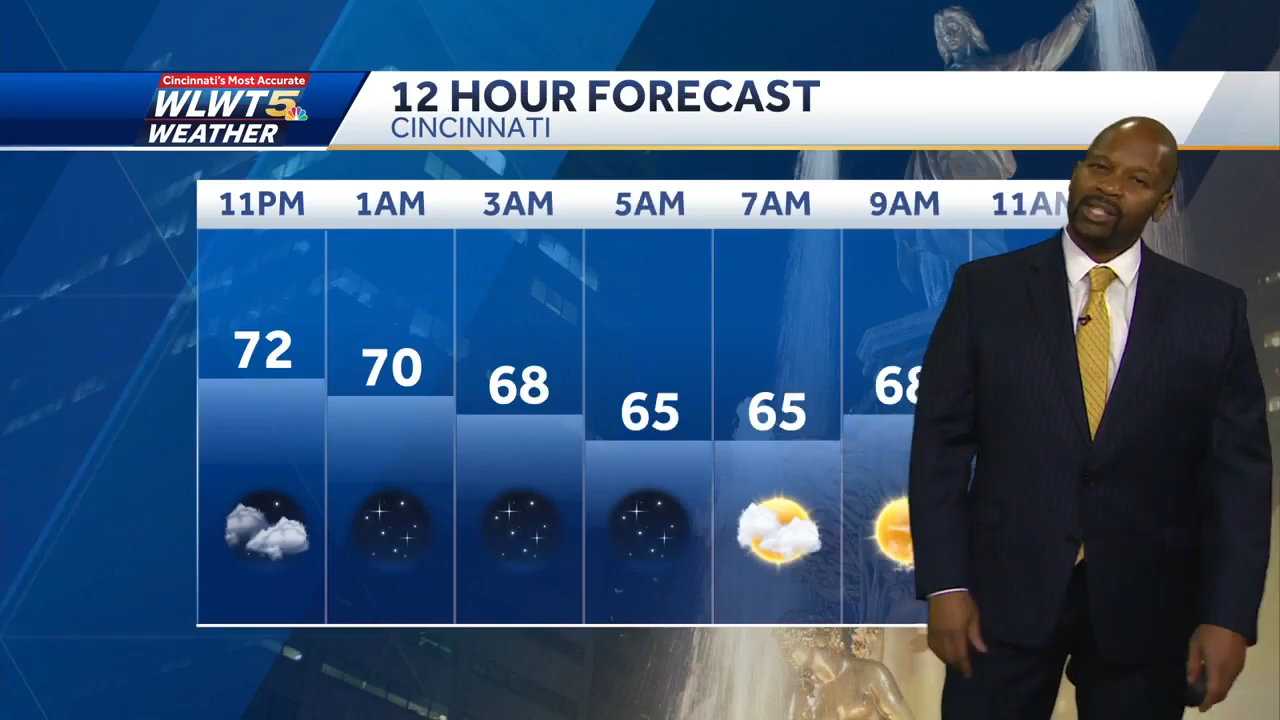 Cincinnati's Most Accurate
WLWT5
WEATHER
12 HOUR FORECAST
CINCINNATI
11PM 1AM 3AM 5AM 7AM 9AM
72 70 68 65 65